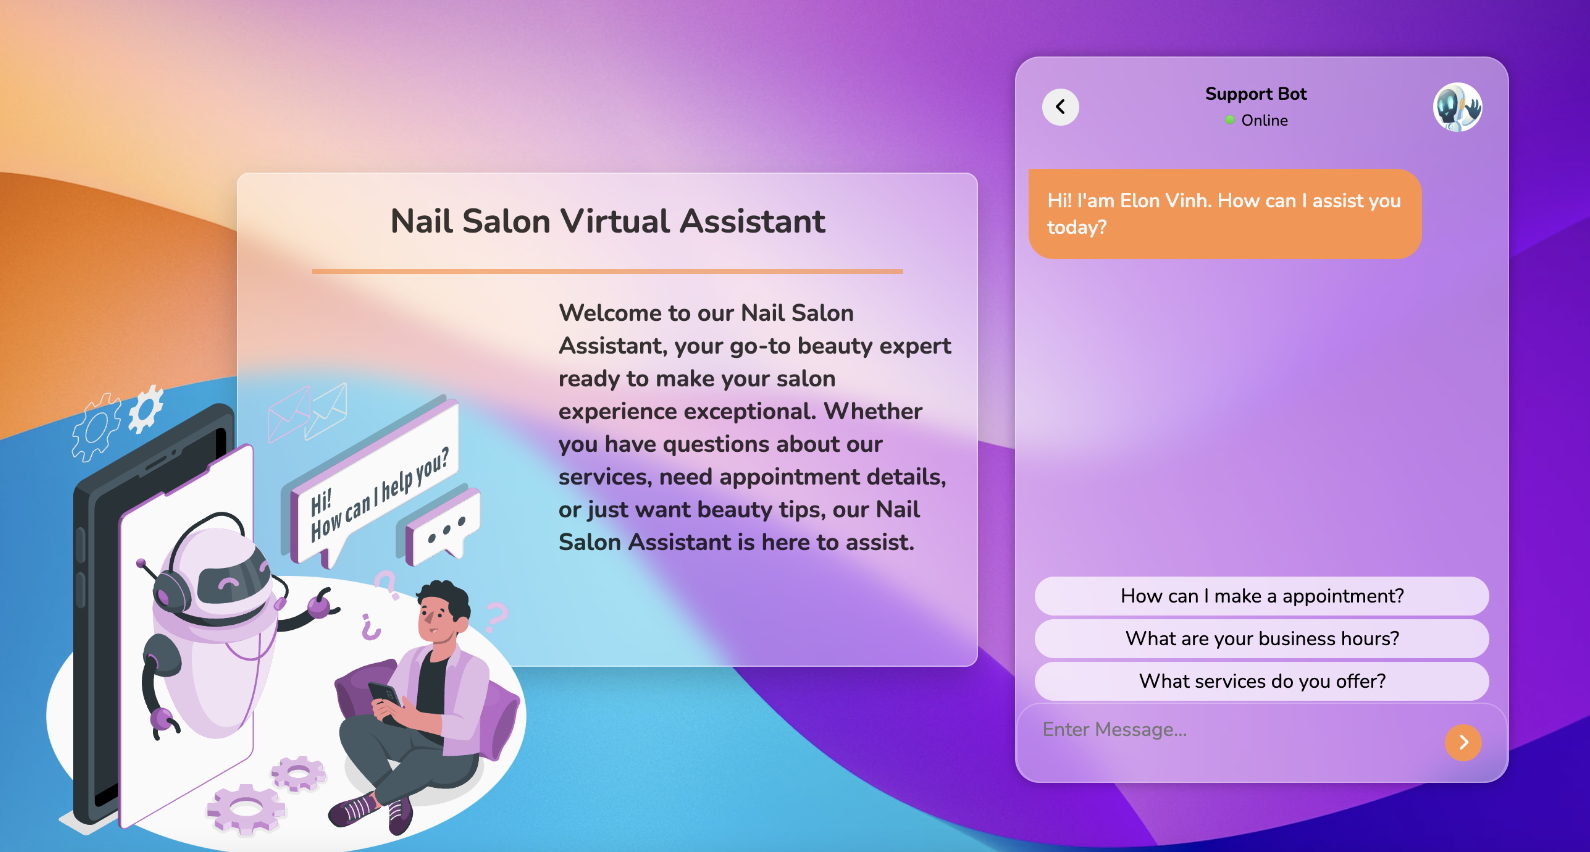 Nail Salon Virtual Assistant
Welcome to our Nail Salon
Assistant, your go-to beauty expert
ready to make your salon
experience exceptional. Whether
you have questions about our
services, need appointment details,
or just want beauty tips, our Nail
Salon Assistant is here to assist.
Hi!
How can I help you?
Support Bot
Online
Hi! I'am Elon Vinh. How can I assist you
today?
How can I make a appointment?
What are your business hours?
What services do you offer?
Enter Message...